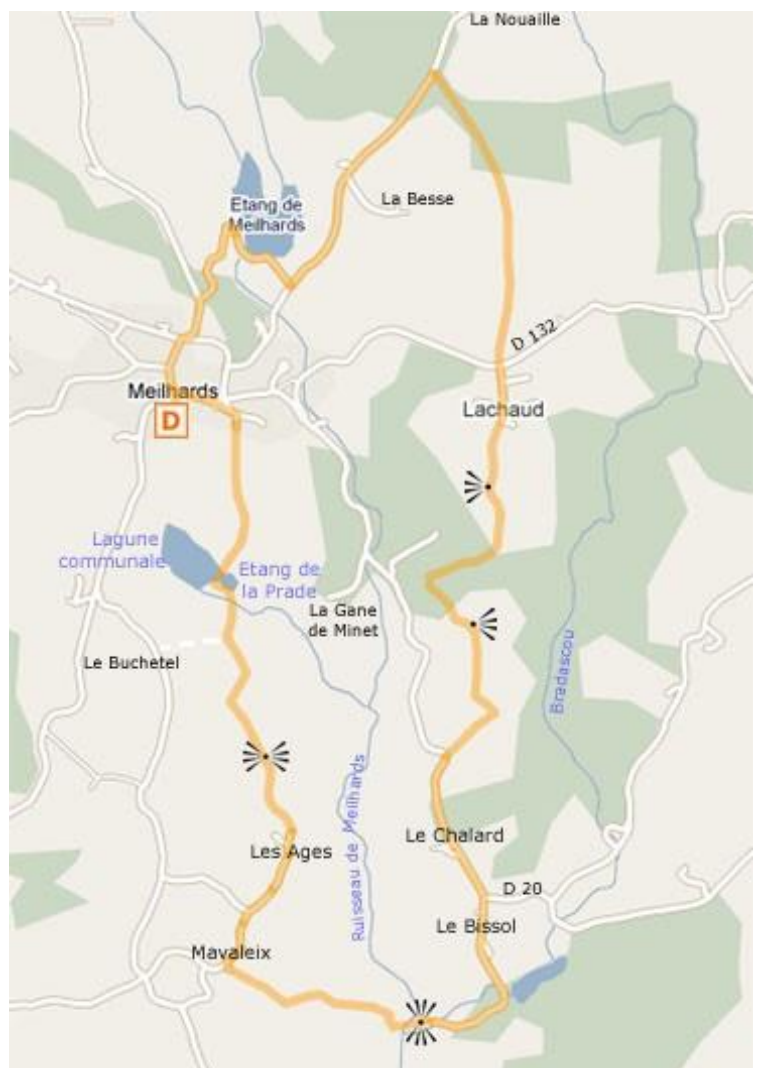 La Nouaille
La Besse
Etang de
Meilhards
D 132
Meilhards
D
Lachaud
Lagune
communale
Etang de
la Prade
La Gane
de Minet
Bradascou
Le Buchetel
Ruisseau de Meilhards
Les Ages
Le Chalard
D 20
Le Bissol
Mavaleix